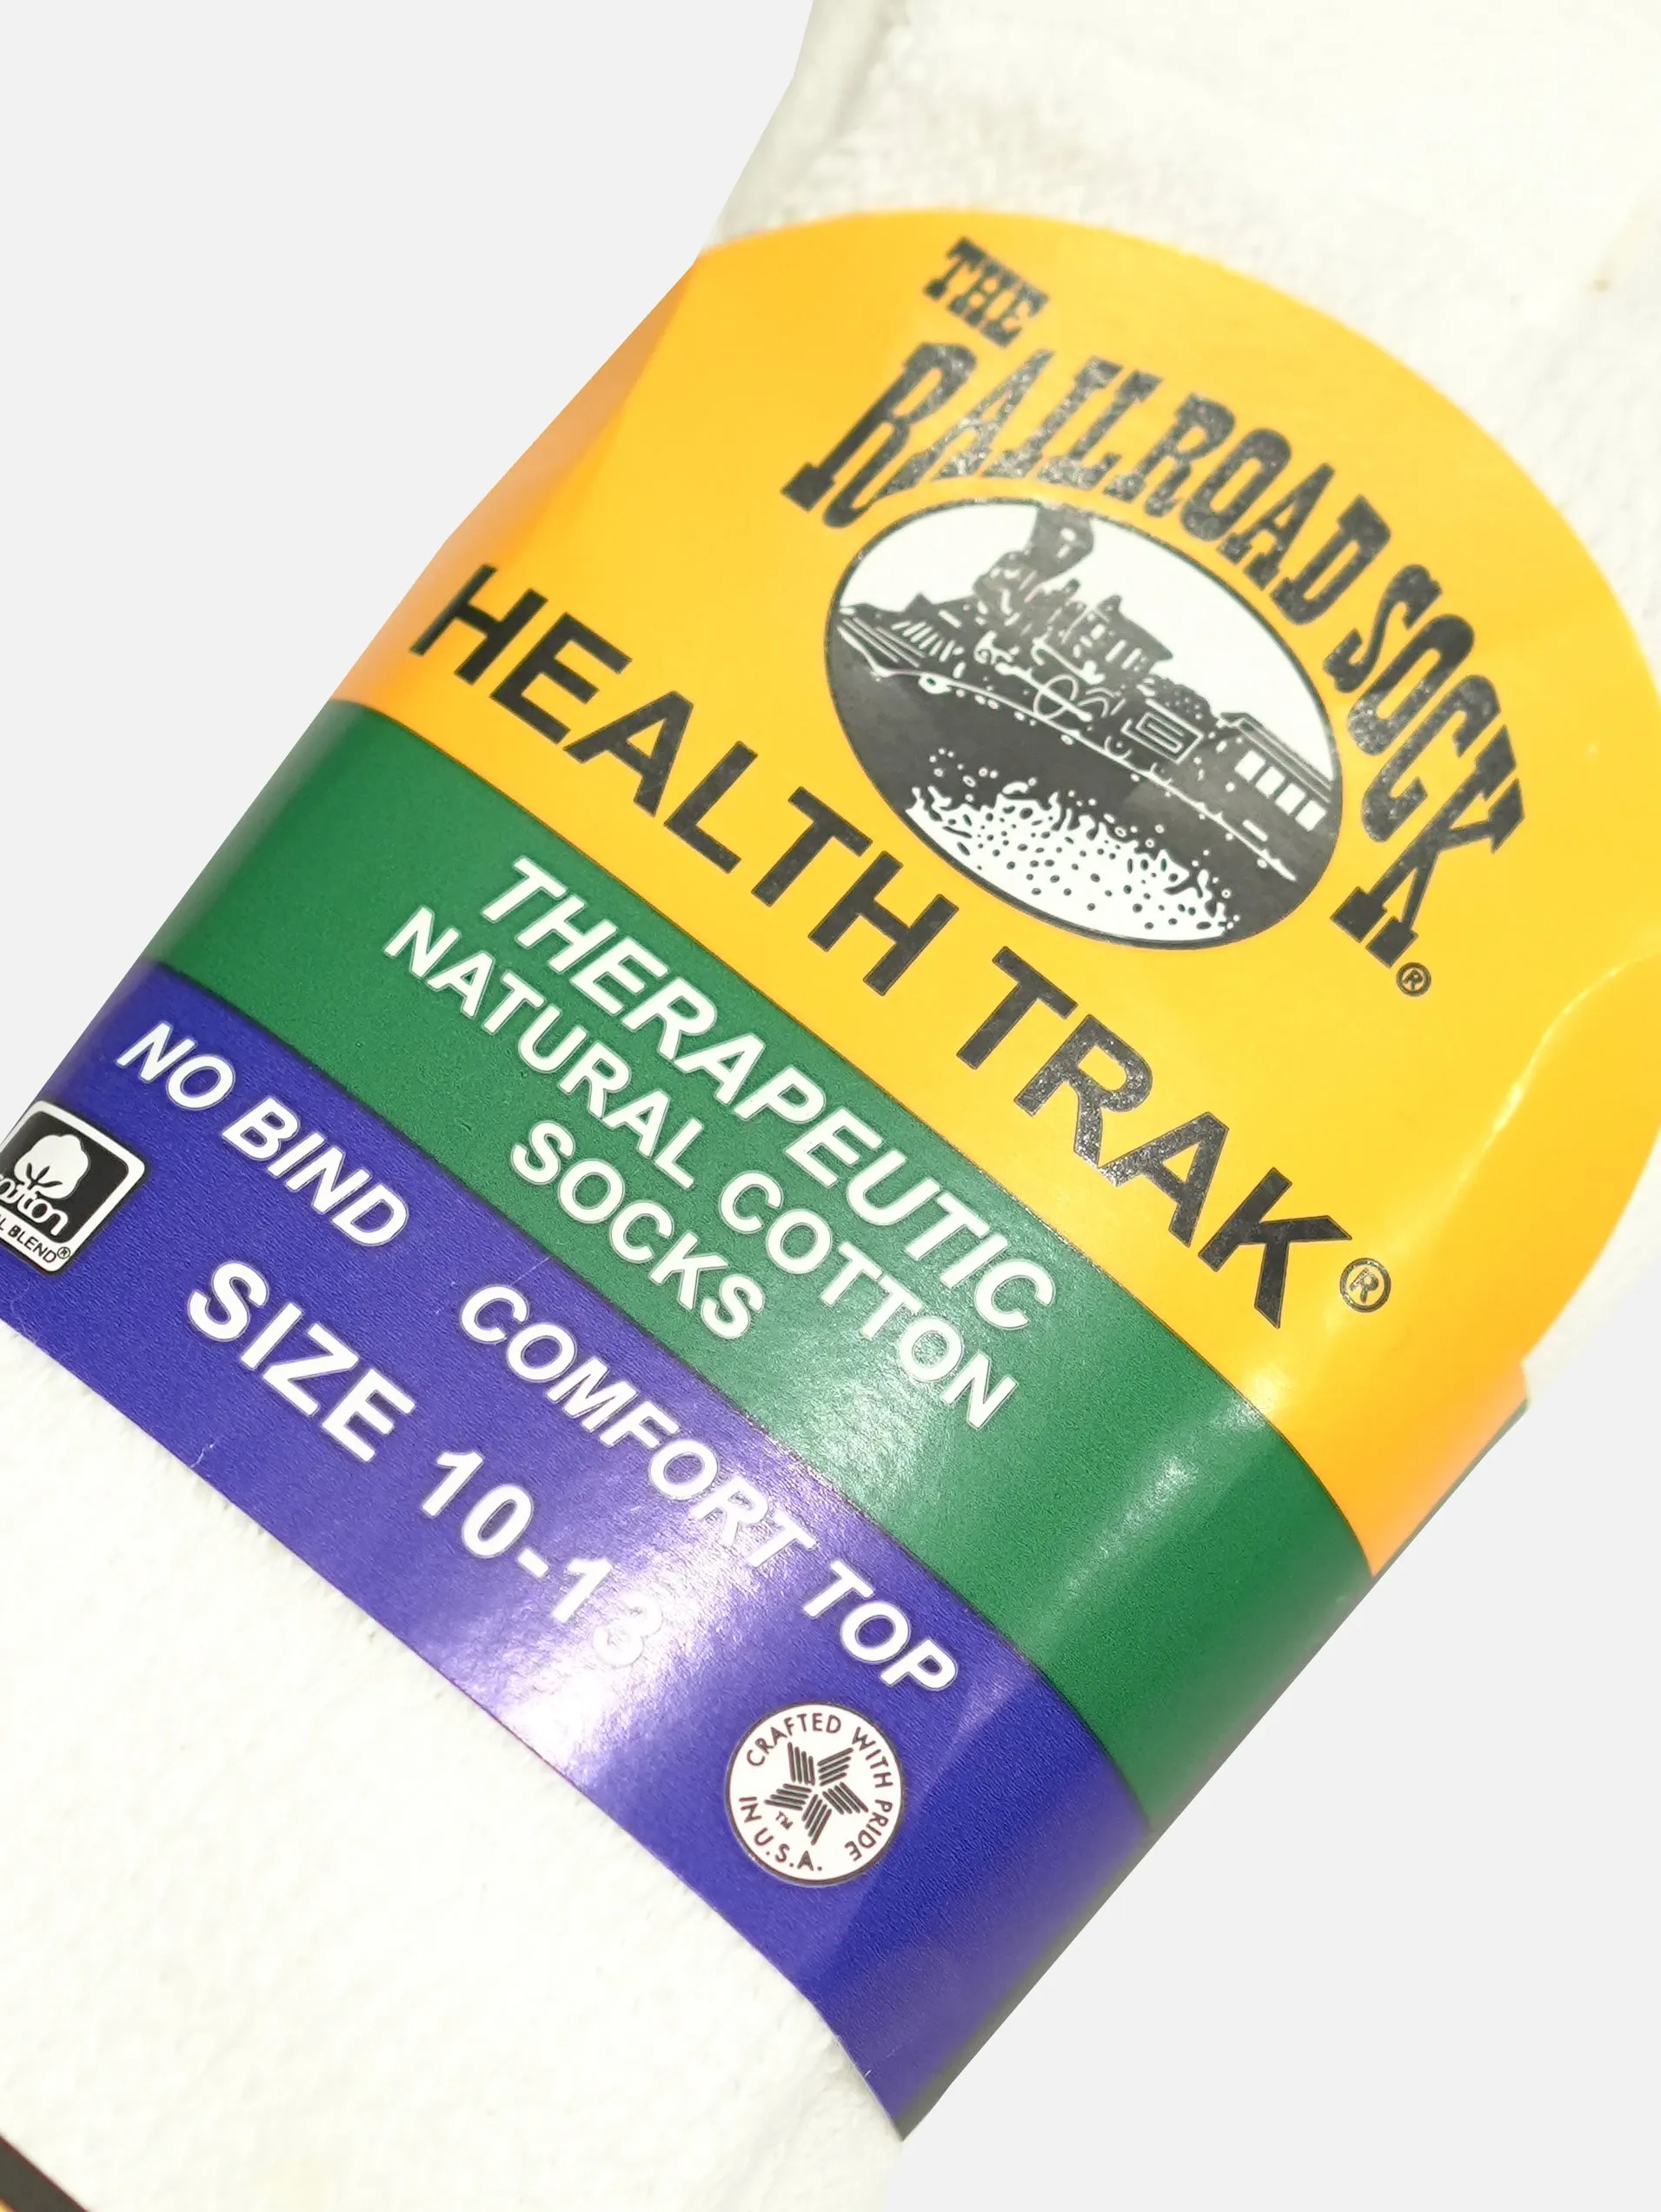 THE
RAILROAD SOCK®
HEALTH TRAK®
THERAPEUTIC
NATURAL COTTON
SOCKS
NO BIND COMFORT TOP
SIZE 10-13
BLEND®
CRAFTED WITH PRIDE
IN U.S.A.
TM